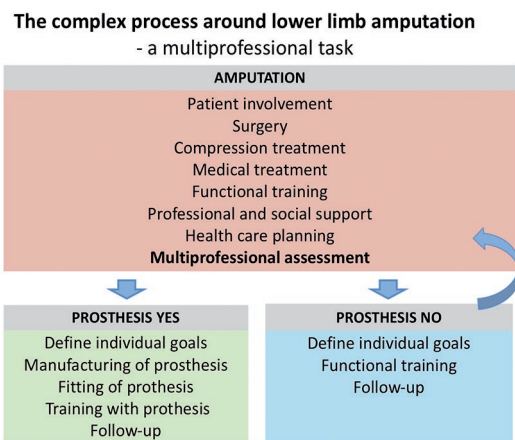 The complex process around lower limb amputation
- a multiprofessional task
AMPUTATION
Patient involvement
Surgery
Compression treatment
Medical treatment
Functional training
Professional and social support
Health care planning
Multiprofessional assessment
PROSTHESIS YES
Define individual goals
Manufacturing of prosthesis
Fitting of prothesis
Training with prothesis
Follow-up
PROSTHESIS NO
Define individual goals
Functional training
Follow-up